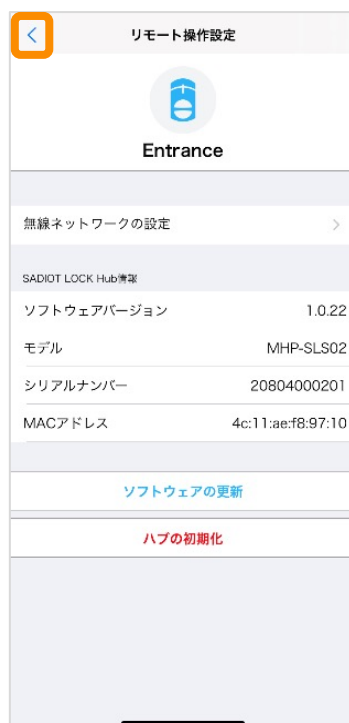 リモート操作設定
Entrance
無線ネットワークの設定
SADIOT LOCK Hub情報
ソフトウェアバージョン 1.0.22
モデル MHP-SLS02
シリアルナンバー 20804000201
MACアドレス 4c:11:ae:f8:97:10
ソフトウェアの更新
ハブの初期化